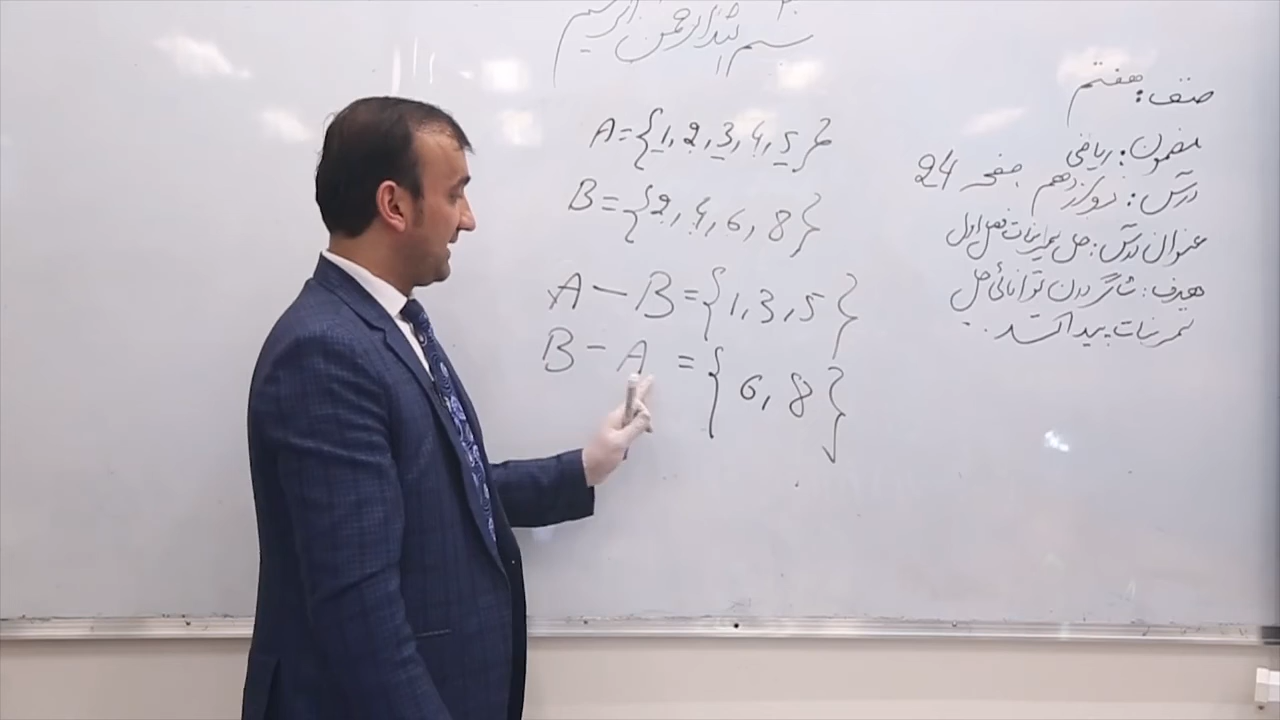 بسم الله الرحمن الرحیم
A={1,2,3,4,5}
B={2,4,6,8}
A-B={1,3,5}
B-A={6,8}
صنف: هفتم
مضمون: ریاضی
درس: نوزدهم صفحه 24
عنوان درس: حل تمرینات فصل اول
هدف: شاگردان توانائی حل
تمرینات پیدا کنند...